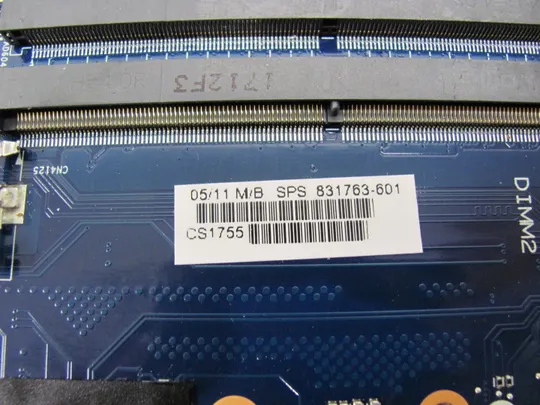 1712F3
CN4125
05/11 M/B SPS 831763-601
CS1755
DIMM2